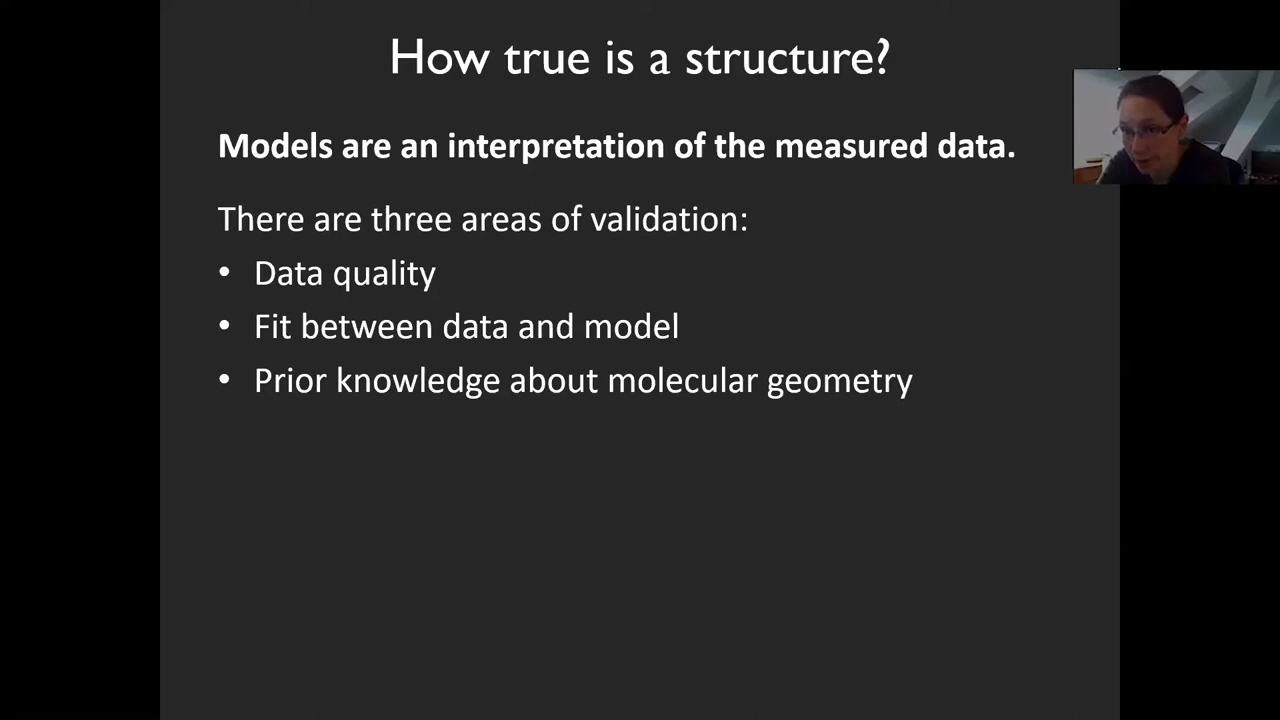 How true is a structure?
Models are an interpretation of the measured data.
There are three areas of validation:
• Data quality
• Fit between data and model
• Prior knowledge about molecular geometry